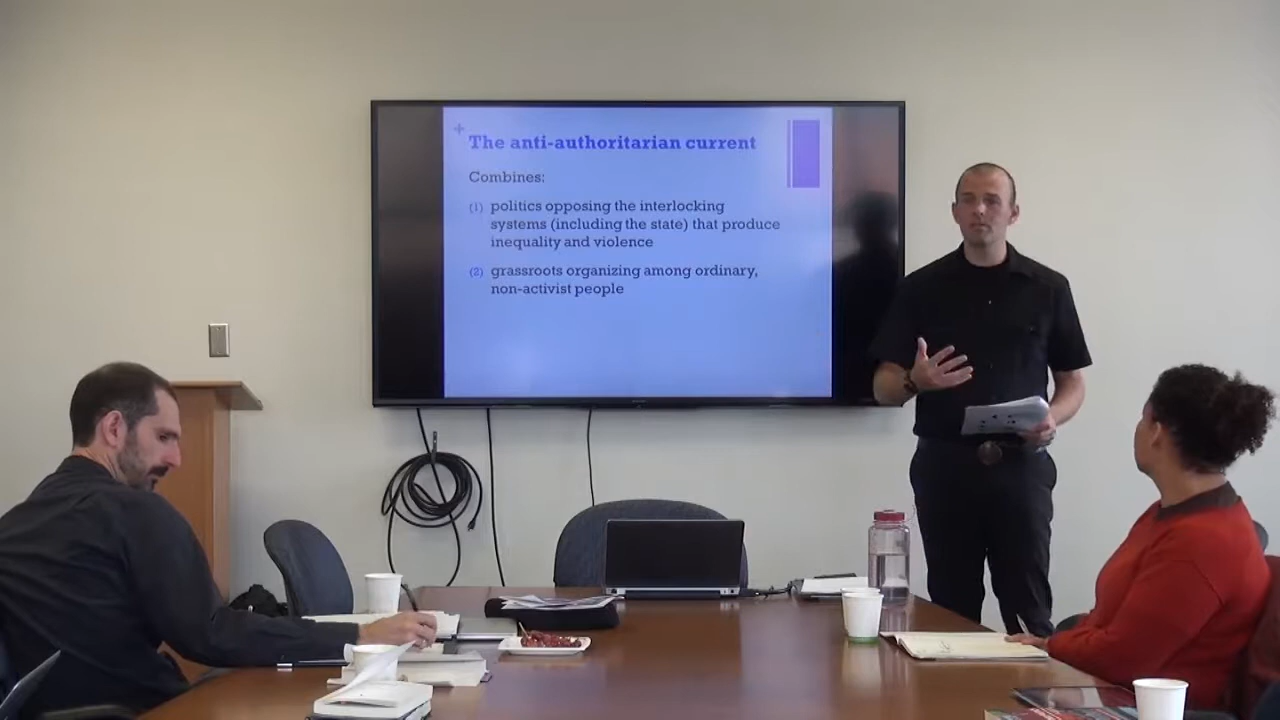 The anti-authoritarian current
Combines:
(1) politics opposing the interlocking
systems (including the state) that produce
inequality and violence
(2) grassroots organizing among ordinary,
non-activist people